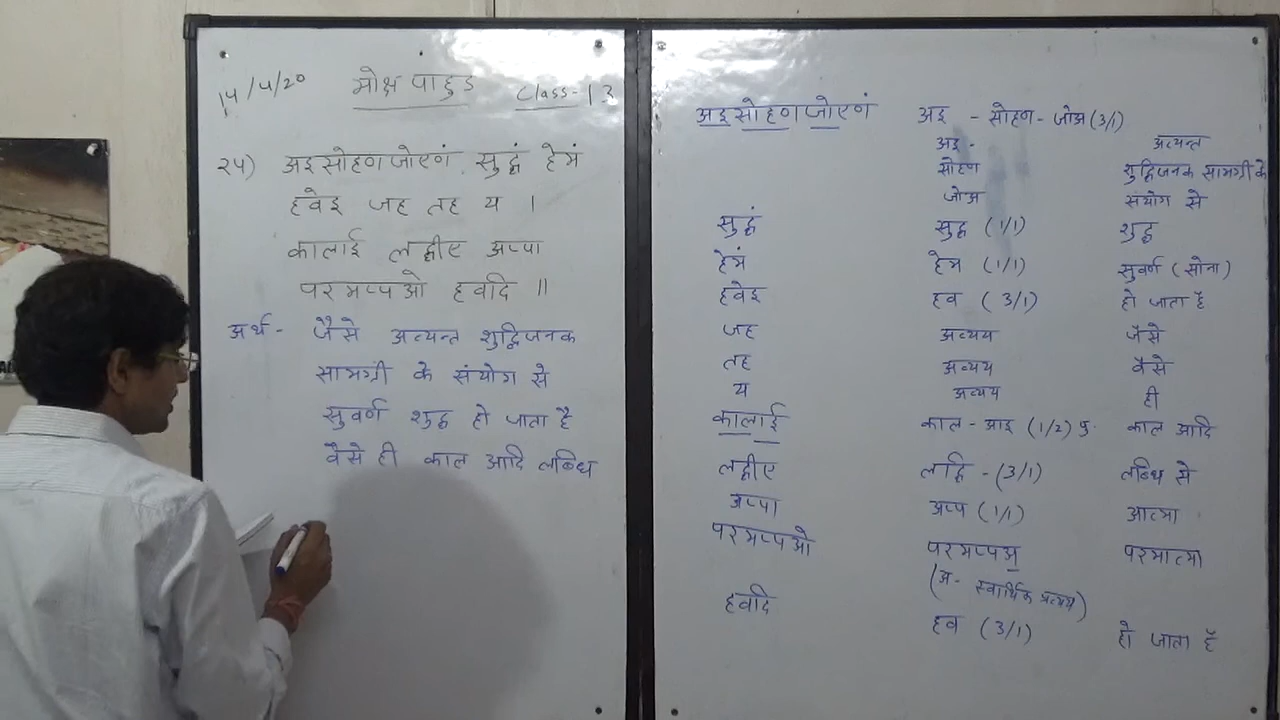 14/4/20 मोक्ष पाहुड Class-13
२५) अइसोहणजोएणं सुद्धं हेमं
हवेइ जह तह य ।
कालाई लद्धीए अप्पा
परमप्पओ हवदि ॥
अर्थ- जैसे अत्यन्त शुद्धिजनक
सामग्री के संयोग से
सुवर्ण शुद्ध हो जाता है
वैसे ही काल आदि लब्धि
अइसोहणजोएणं अइ - सोहण - जोअ (3/1)
अइ - अत्यन्त
सोहण शुद्धिजनक सामग्री के
जोअ संयोग से
सुद्धं सुद्ध (1/1) शुद्ध
हेमं हेम (1/1) सुवर्ण (सोना)
हवेइ हव (3/1) हो जाता है
जह अव्यय जैसे
तह अव्यय वैसे
य अव्यय ही
कालाई काल - आइ (1/2) काल आदि
लद्धीए लद्धि - (3/1) लब्धि से
अप्पा अप्प (1/1) आत्मा
परमप्पओ परमप्पअ परमात्मा
(अ- स्वार्थिक प्रत्यय)
हवदि हव (3/1) हो जाता है